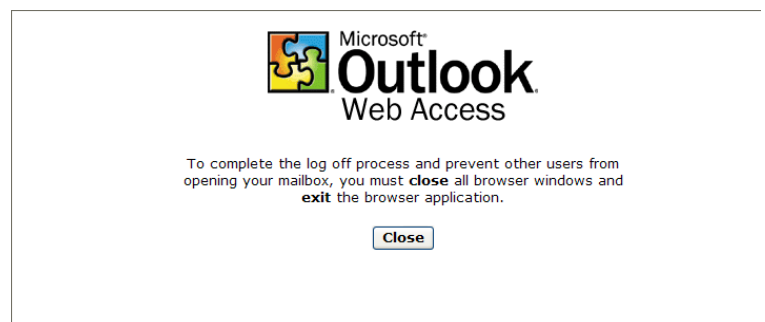 Microsoft®
Outlook®
Web Access
To complete the log off process and prevent other users from
opening your mailbox, you must close all browser windows and
exit the browser application.
Close